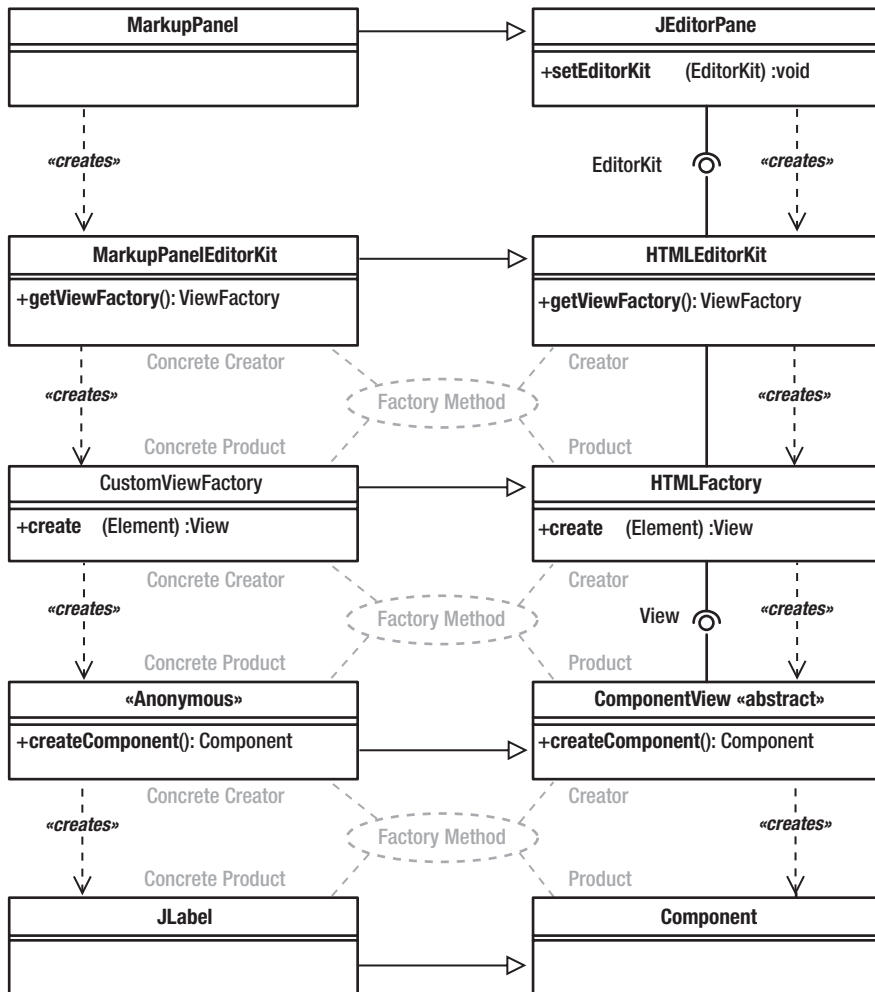 MarkupPanel
JEditorPane
+setEditorKit (EditorKit) :void
«creates»
EditorKit
«creates»
MarkupPanelEditorKit
HTMLEditorKit
+getViewFactory(): ViewFactory
+getViewFactory(): ViewFactory
Concrete Creator
Creator
«creates»
Factory Method
«creates»
Concrete Product
Product
CustomViewFactory
HTMLFactory
+create (Element) :View
+create (Element) :View
Concrete Creator
Creator
«creates»
Factory Method
View
«creates»
Concrete Product
Product
«Anonymous»
ComponentView «abstract»
+createComponent(): Component
+createComponent(): Component
Concrete Creator
Creator
«creates»
Factory Method
«creates»
Concrete Product
Product
JLabel
Component